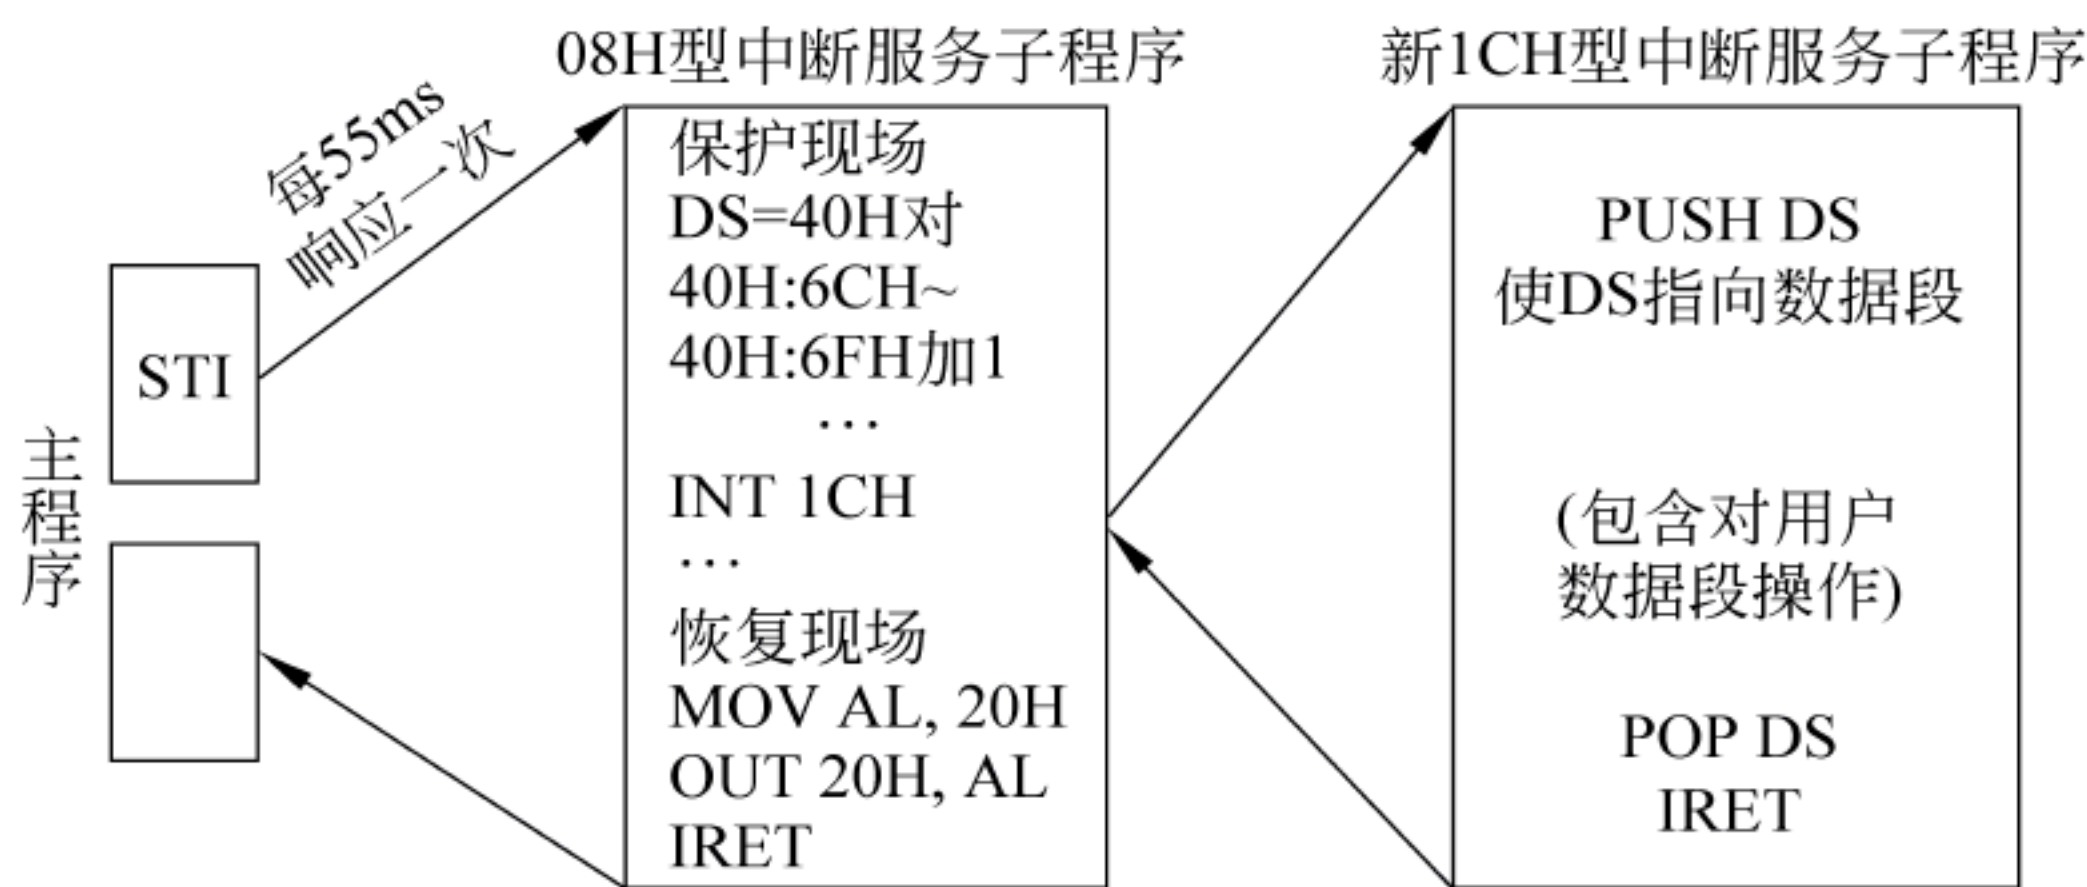 主程序
STI
每55ms
响应一次
08H型中断服务子程序
保护现场
DS=40H对
40H:6CH~
40H:6FH加1
…
INT 1CH
…
恢复现场
MOV AL, 20H
OUT 20H, AL
IRET
新1CH型中断服务子程序
PUSH DS
使DS指向数据段
(包含对用户
数据段操作)
POP DS
IRET